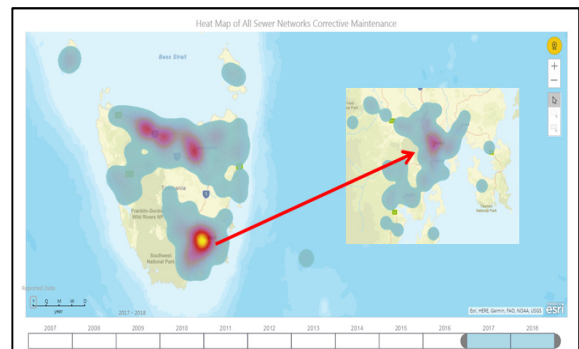 Heat Map of All Sewer Networks Corrective Maintenance
Bass Strait
Tasmania
Franklin-Gordon
Wild Rivers NP
Southwest
National Park
National Park
Reported Date
Y Q M W D
year
2017 - 2018
Esri, HERE, Garmin, FAO, NOAA, USGS
esri
2007 2008 2009 2010 2011 2012 2013 2014 2015 2016 2017 2018